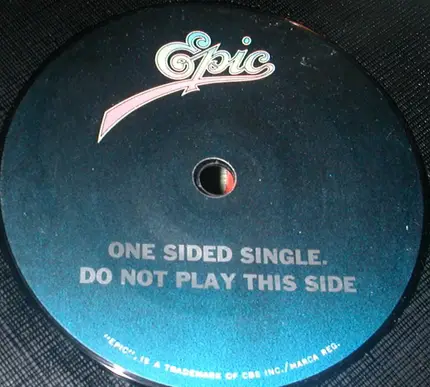 Epic
ONE SIDED SINGLE.
DO NOT PLAY THIS SIDE
"EPIC", IS A TRADEMARK OF CBS INC./MARCA REG.